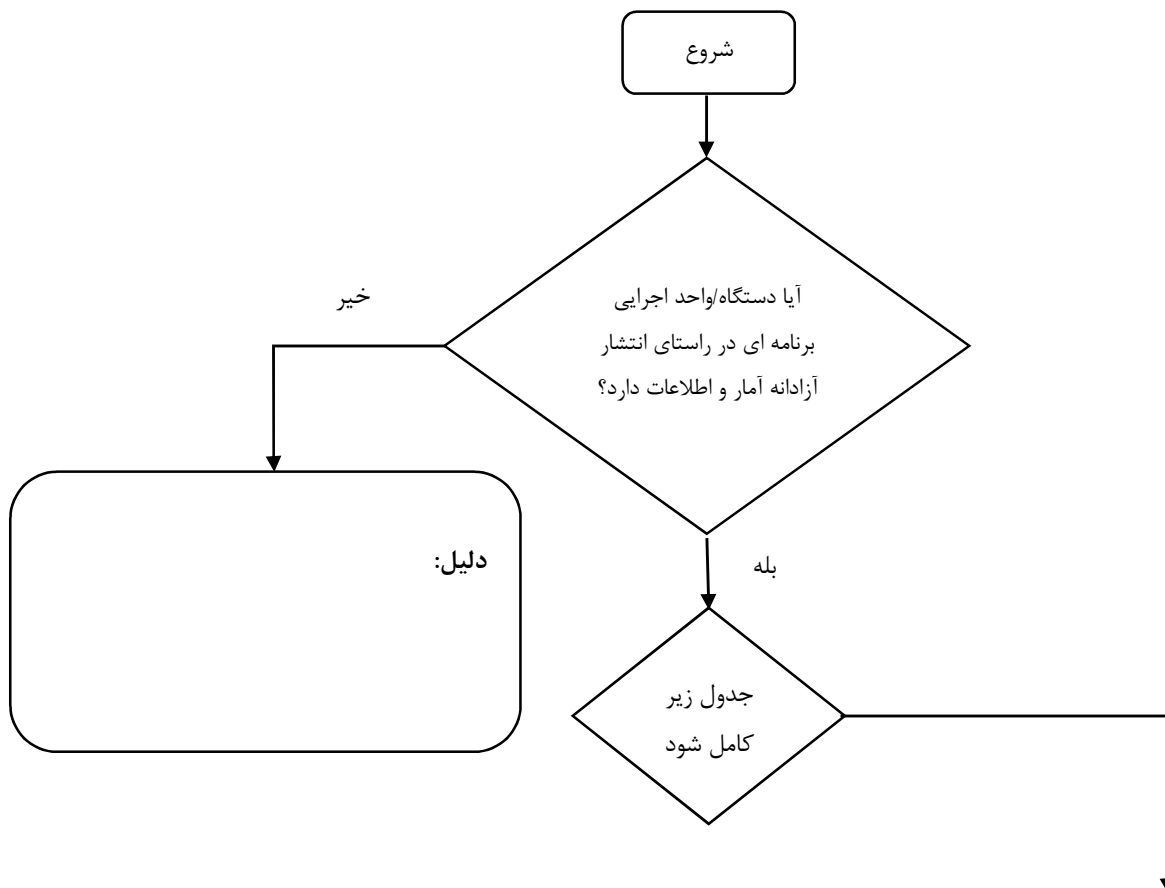 شروع
آیا دستگاه/واحد اجرایی
برنامه ای در راستای انتشار
آزادانه آمار و اطلاعات دارد؟
خیر
دلیل:
بله
جدول زیر
کامل شود